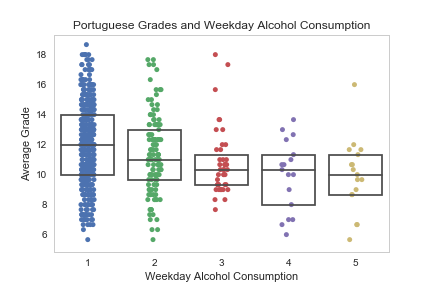 Portuguese Grades and Weekday Alcohol Consumption
18
16
14
12
10
8
6
Average Grade
1 2 3 4 5
Weekday Alcohol Consumption